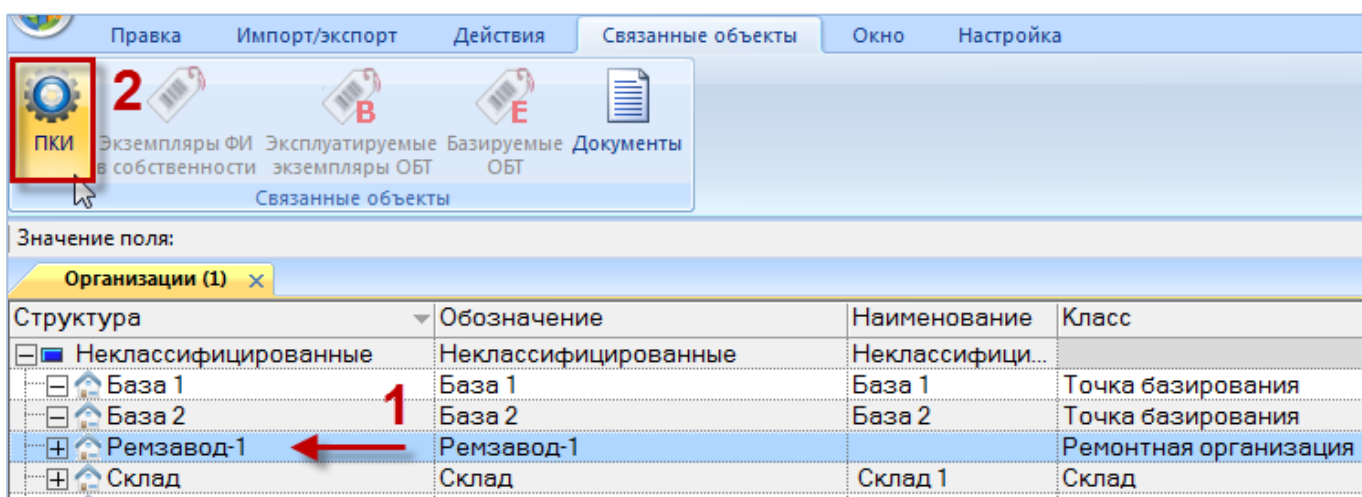 Правка Импорт/экспорт Действия Связанные объекты Окно Настройка
2 B E
ПКИ Экземпляры ФИ Эксплуатируемые Базируемые Документы
в собственности экземпляры ОБТ ОБТ
Связанные объекты
Значение поля:
Организации (1) ×
Структура Обозначение Наименование Класс
Неклассифицированные Неклассифицированные Неклассифици...
База 1 База 1 База 1 Точка базирования
1
База 2 База 2 База 2 Точка базирования
Ремзавод-1 Ремзавод-1 Ремонтная организация
Склад Склад Склад 1 Склад